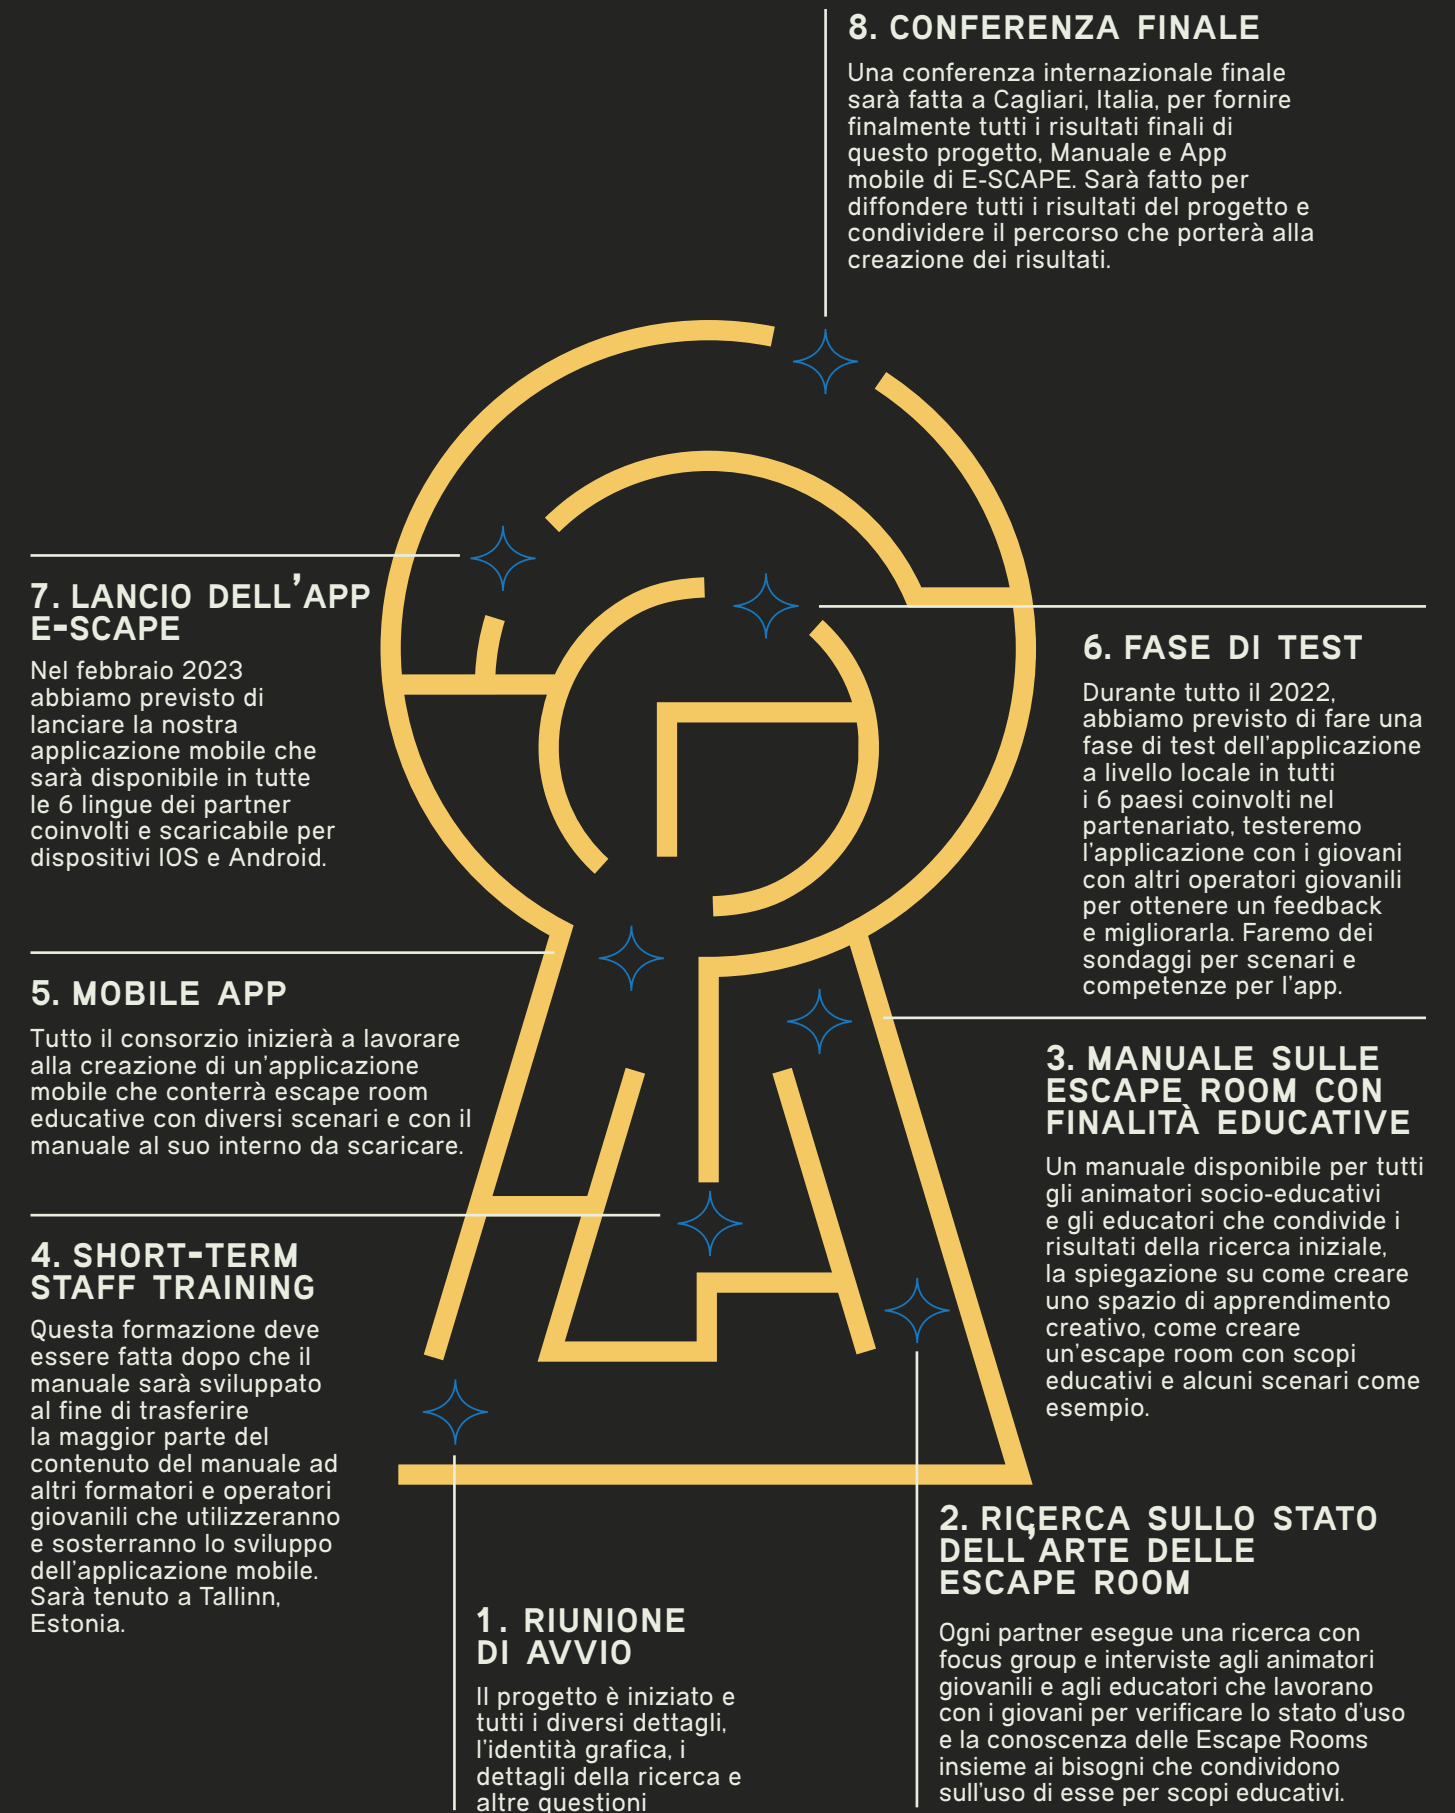 8. CONFERENZA FINALE
Una conferenza internazionale finale
sarà fatta a Cagliari, Italia, per fornire
finalmente tutti i risultati finali di
questo progetto, Manuale e App
mobile di E-SCAPE. Sarà fatto per
diffondere tutti i risultati del progetto e
condividere il percorso che porterà alla
creazione dei risultati.
7. LANCIO DELL'APP
E-SCAPE
Nel febbraio 2023
abbiamo previsto di
lanciare la nostra
applicazione mobile che
sarà disponibile in tutte
le 6 lingue dei partner
coinvolti e scaricabile per
dispositivi IOS e Android.
6. FASE DI TEST
Durante tutto il 2022,
abbiamo previsto di fare una
fase di test dell'applicazione
a livello locale in tutti
i 6 paesi coinvolti nel
partenariato, testeremo
l'applicazione con i giovani
con altri operatori giovanili
per ottenere un feedback
e migliorarla. Faremo dei
sondaggi per scenari e
competenze per l'app.
5. MOBILE APP
Tutto il consorzio inizierà a lavorare
alla creazione di un'applicazione
mobile che conterrà escape room
educative con diversi scenari e con il
manuale al suo interno da scaricare.
3. MANUALE SULLE
ESCAPE ROOM CON
FINALITÀ EDUCATIVE
Un manuale disponibile per tutti
gli animatori socio-educativi
e gli educatori che condivide i
risultati della ricerca iniziale,
la spiegazione su come creare
uno spazio di apprendimento
creativo, come creare
un'escape room con scopi
educativi e alcuni scenari come
esempio.
4. SHORT-TERM
STAFF TRAINING
Questa formazione deve
essere fatta dopo che il
manuale sarà sviluppato
al fine di trasferire
la maggior parte del
contenuto del manuale ad
altri formatori e operatori
giovanili che utilizzeranno
e sosterranno lo sviluppo
dell'applicazione mobile.
Sarà tenuto a Tallinn,
Estonia.
2. RICERCA SULLO STATO
DELL'ARTE DELLE
ESCAPE ROOM
Ogni partner esegue una ricerca con
focus group e interviste agli animatori
giovanili e agli educatori che lavorano
con i giovani per verificare lo stato d'uso
e la conoscenza delle Escape Rooms
insieme ai bisogni che condividono
sull'uso di esse per scopi educativi.
1. RIUNIONE
DI AVVIO
Il progetto è iniziato e
tutti i diversi dettagli,
l'identità grafica, i
dettagli della ricerca e
altre questioni